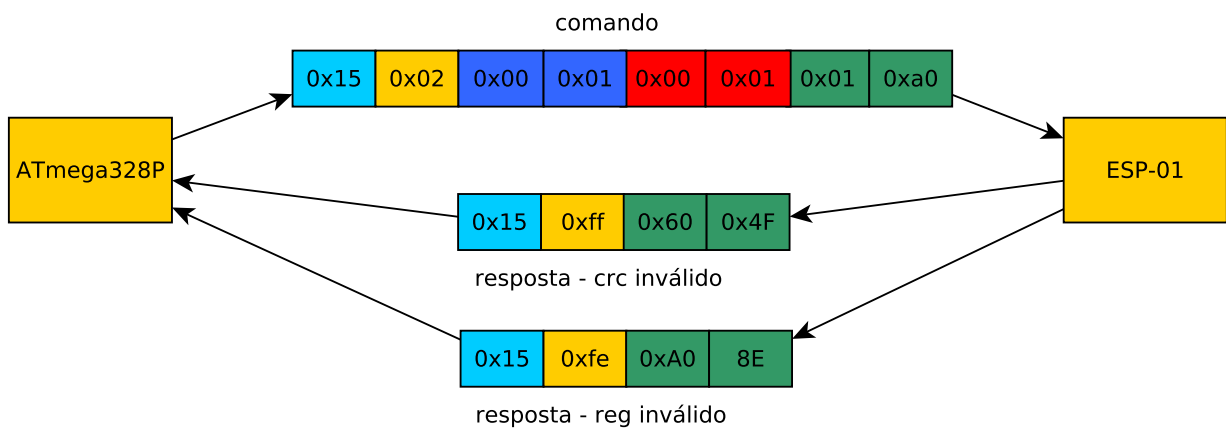 comando
0x15 0x02 0x00 0x01 0x00 0x01 0x01 0xa0
ATmega328P
ESP-01
0x15 0xff 0x60 0x4F
resposta - crc inválido
0x15 0xfe 0xA0 8E
resposta - reg inválido